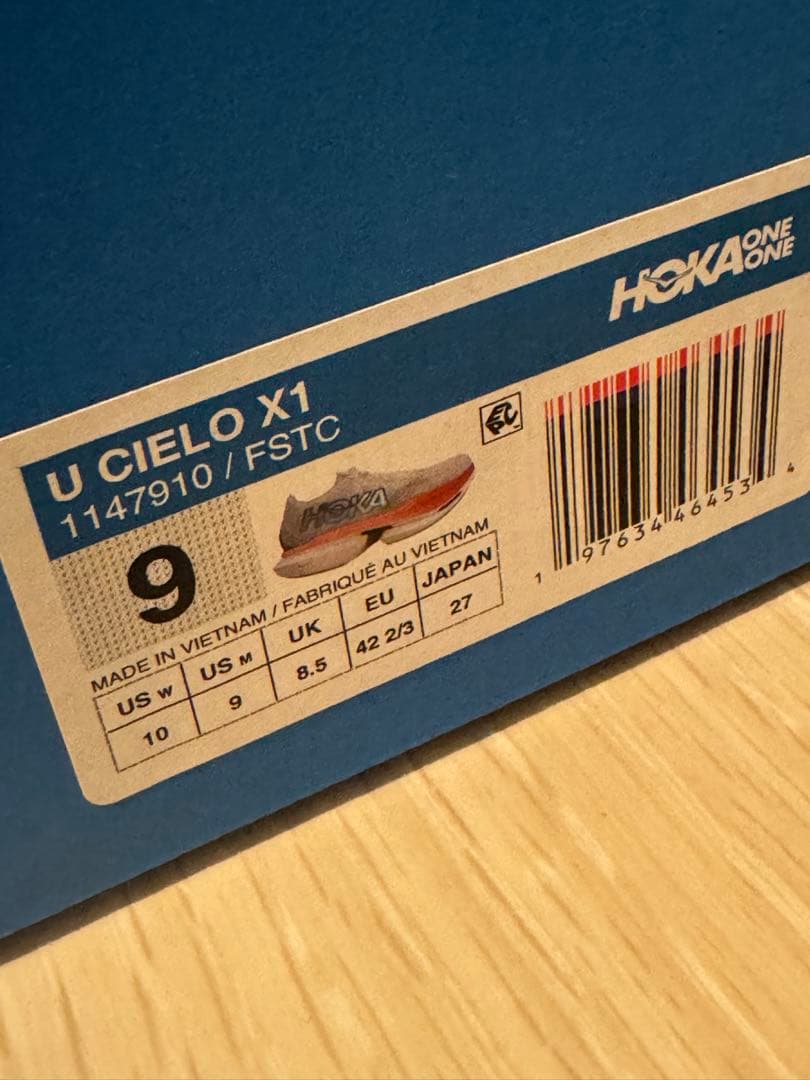 HOKA ONE ONE
U CIELO X1
1147910 / FSTC
HOKA
9
MADE IN VIETNAM / FABRIQUÉ AU VIETNAM
US W US M UK EU JAPAN
10 9 8.5 42 2/3 27
1 97634 46453 4